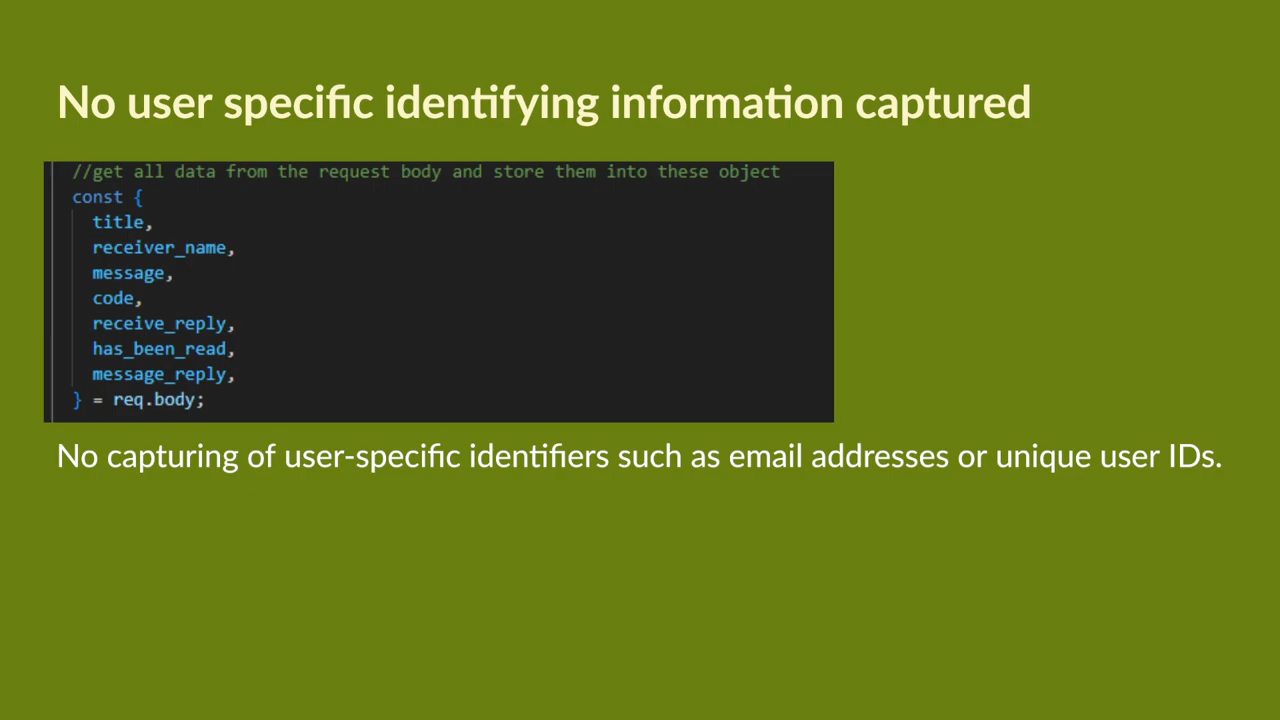 No user specific identifying information captured
//get all data from the request body and store them into these object
const {
title,
receiver_name,
message,
code,
receive_reply,
has_been_read,
message_reply,
} = req.body;
No capturing of user-specific identifiers such as email addresses or unique user IDs.